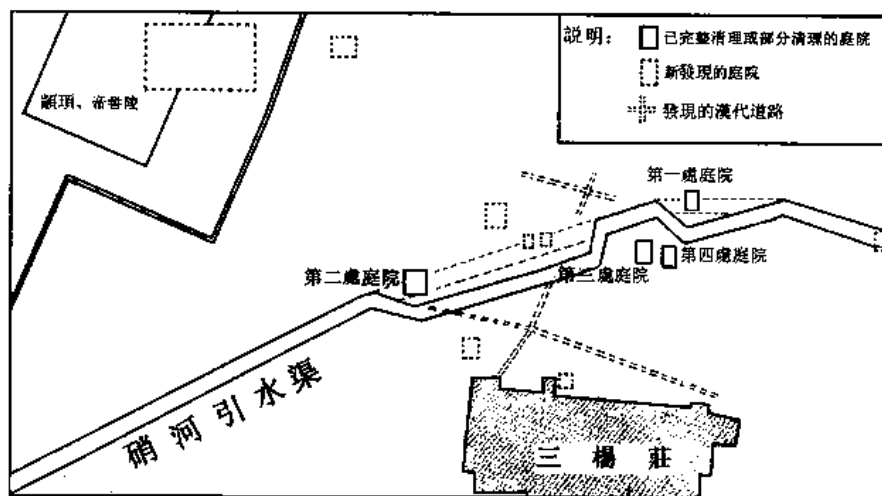 説明：
已完整清理或部分清理的庭院
新發現的庭院
發現的漢代道路
顓頊、帝嚳陵
第一處庭院
第二處庭院
第三處庭院
第四處庭院
硝河引水渠
三楊莊